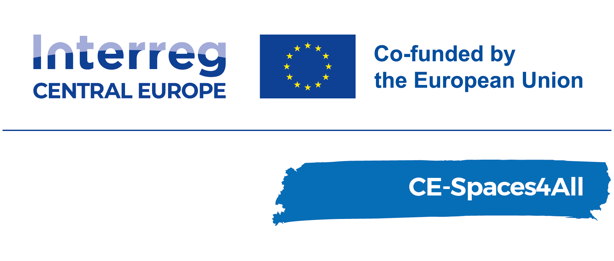 Interreg
CENTRAL EUROPE
Co-funded by
the European Union
CE-Spaces4All